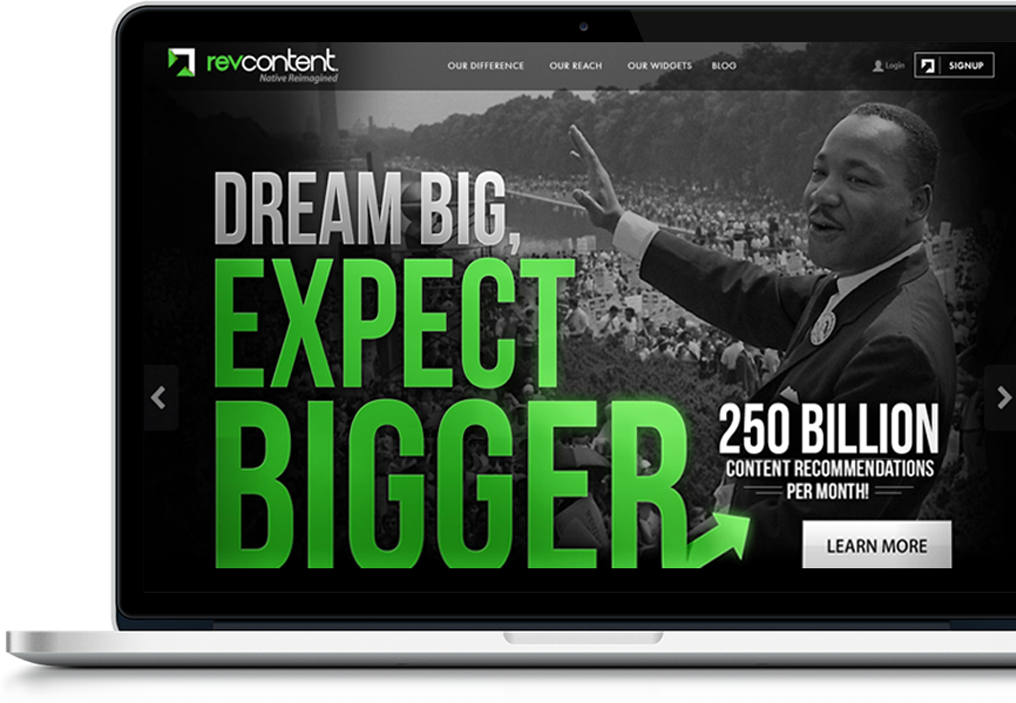 revcontent.
Native Reimagined
OUR DIFFERENCE OUR REACH OUR WIDGETS BLOG
Login
SIGNUP
DREAM BIG,
EXPECT
BIGGER
250 BILLION
CONTENT RECOMMENDATIONS
PER MONTH!
LEARN MORE